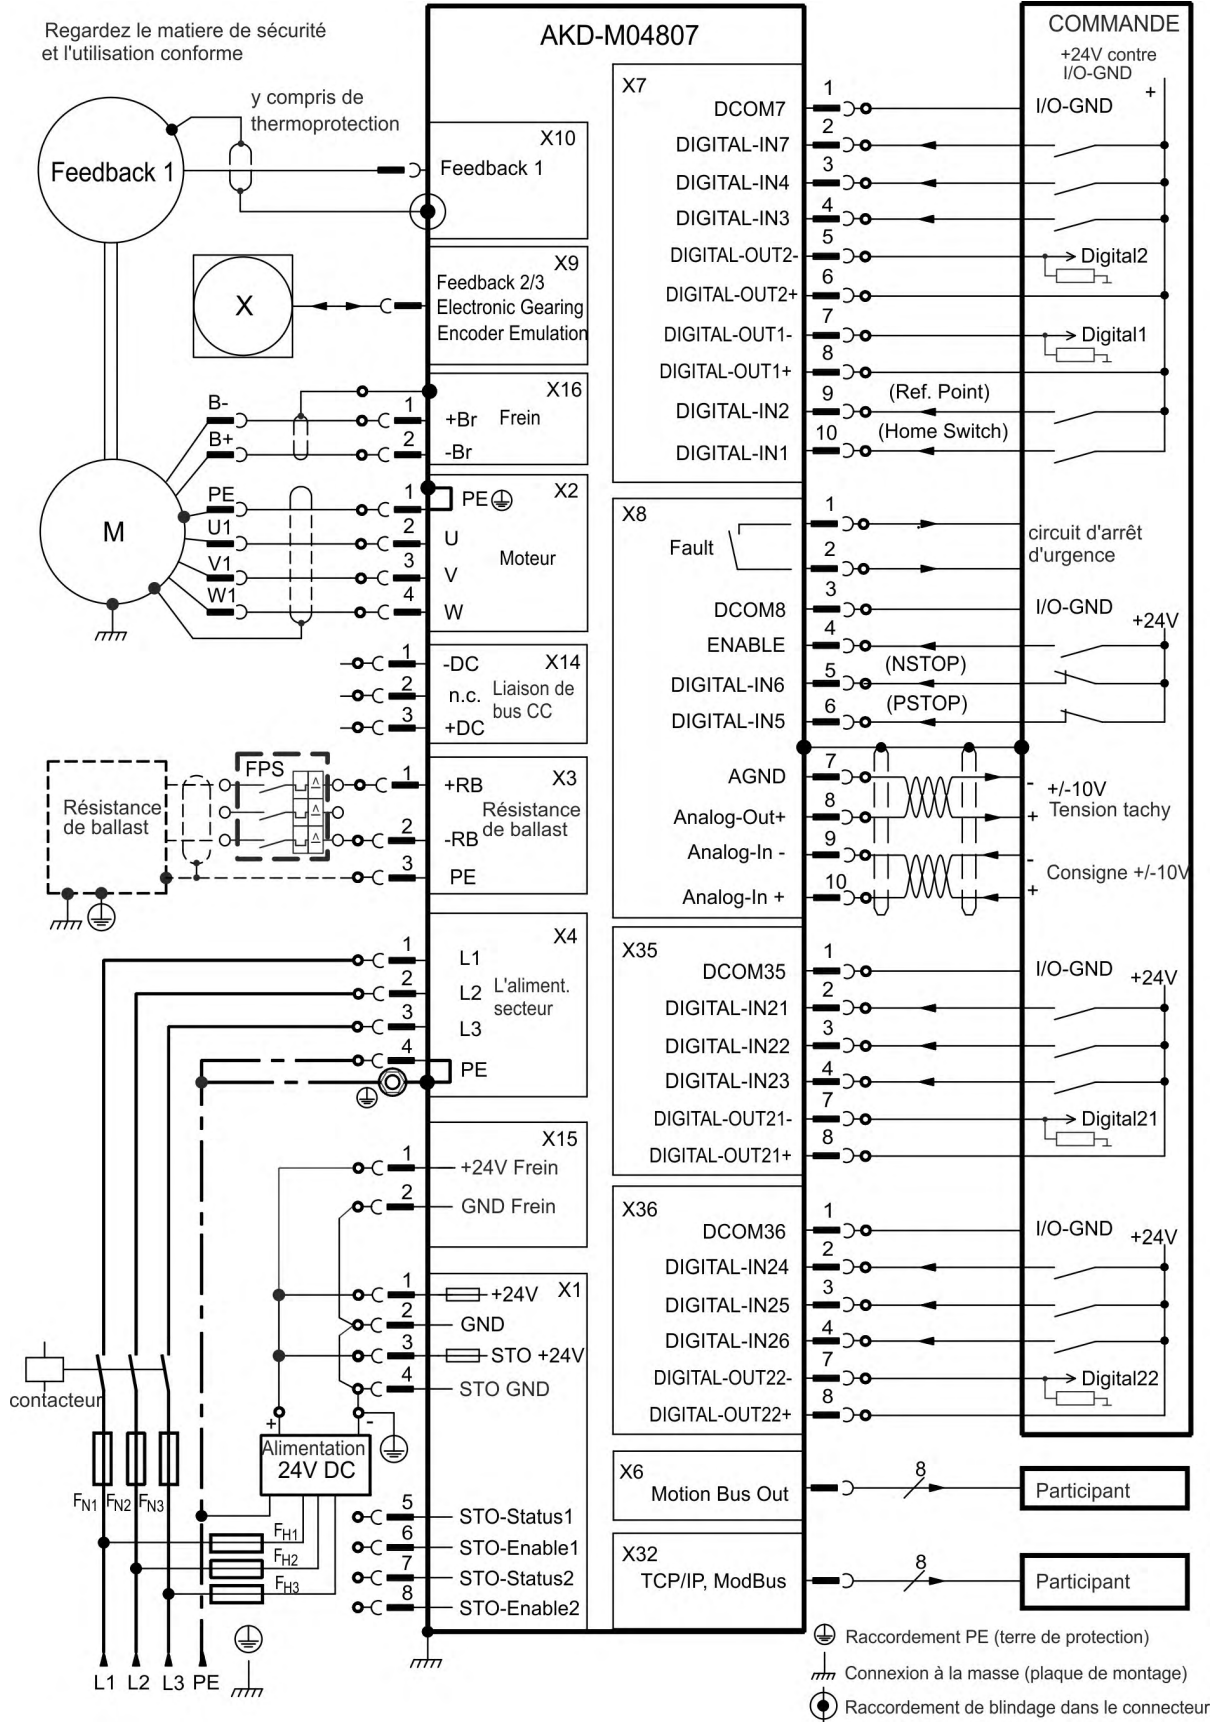 Regardez le matiere de sécurité
et l'utilisation conforme
AKD-M04807
COMMANDE
+24V contre
I/O-GND
+
y compris de
thermoprotection
Feedback 1
X10
Feedback 1
X
X9
Feedback 2/3
Electronic Gearing
Encoder Emulation
X16
B-
1
+Br
Frein
B+
2
-Br
M
X2
PE
1
PE
U1
2
U
Moteur
V1
3
V
W1
4
W
X14
1
-DC
2
n.c.
Liaison de
bus CC
3
+DC
FPS
Résistance
de ballast
X3
1
+RB
Résistance
de ballast
2
-RB
3
PE
X4
1
L1
2
L2
L'aliment.
secteur
3
L3
4
PE
X15
1
+24V Frein
2
GND Frein
X1
1
+24V
2
GND
3
STO +24V
4
STO GND
contacteur
+
-
Alimentation
24V DC
FN1
FN2
FN3
FH1
FH2
FH3
5
STO-Status1
6
STO-Enable1
7
STO-Status2
8
STO-Enable2
L1
L2
L3
PE
X7
DCOM7
1
I/O-GND
DIGITAL-IN7
2
DIGITAL-IN4
3
DIGITAL-IN3
4
DIGITAL-OUT2-
5
Digital2
DIGITAL-OUT2+
6
DIGITAL-OUT1-
7
Digital1
DIGITAL-OUT1+
8
DIGITAL-IN2
9
(Ref. Point)
DIGITAL-IN1
10
(Home Switch)
X8
Fault
1
2
circuit d'arrêt
d'urgence
DCOM8
3
I/O-GND
+24V
ENABLE
4
DIGITAL-IN6
5
(NSTOP)
DIGITAL-IN5
6
(PSTOP)
AGND
7
-
+/-10V
Tension tachy
Analog-Out+
8
+
Analog-In -
9
-
Consigne +/-10V
Analog-In +
10
+
X35
DCOM35
1
I/O-GND
+24V
DIGITAL-IN21
2
DIGITAL-IN22
3
DIGITAL-IN23
4
DIGITAL-OUT21-
7
Digital21
DIGITAL-OUT21+
8
X36
DCOM36
1
I/O-GND
+24V
DIGITAL-IN24
2
DIGITAL-IN25
3
DIGITAL-IN26
4
DIGITAL-OUT22-
7
Digital22
DIGITAL-OUT22+
8
X6
Motion Bus Out
8
Participant
X32
TCP/IP, ModBus
8
Participant
Raccordement PE (terre de protection)
Connexion à la masse (plaque de montage)
Raccordement de blindage dans le connecteur